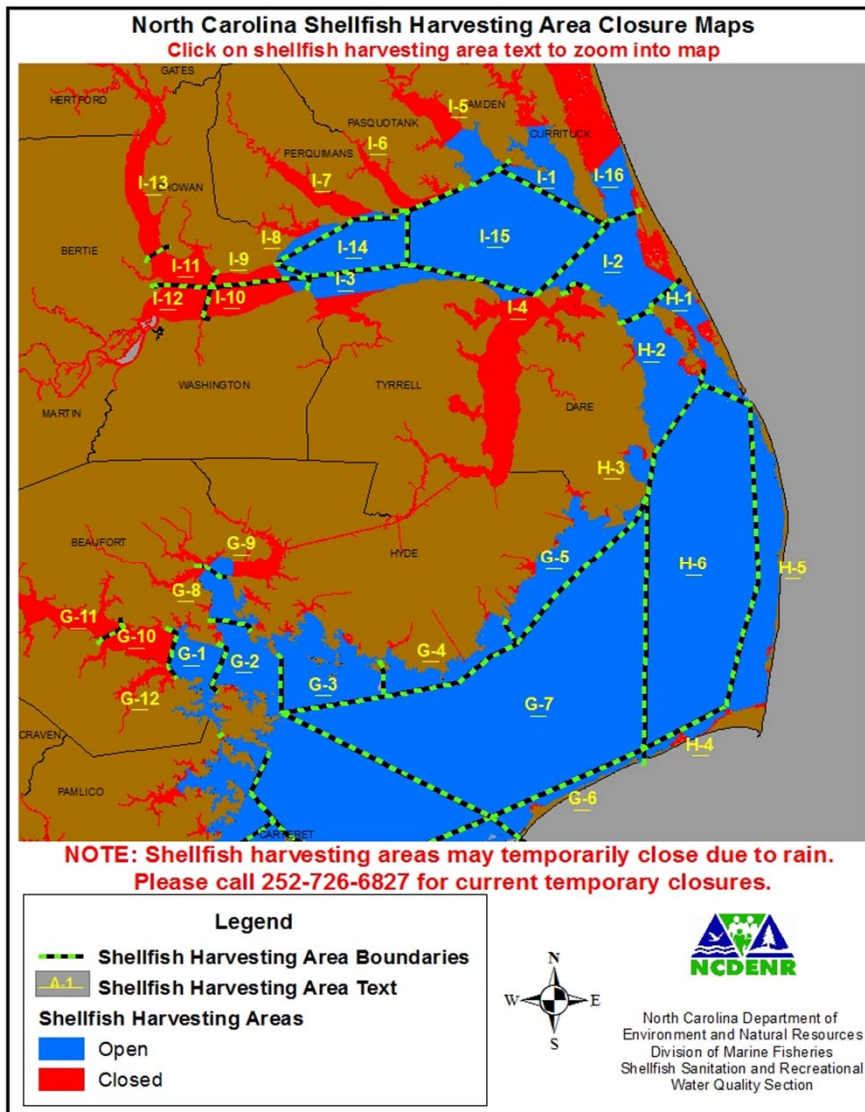 North Carolina Shellfish Harvesting Area Closure Maps
Click on shellfish harvesting area text to zoom into map
GATES
HERTFORD
I-5
AMDEN
PASQUOTANK
CURRITUCK
I-6
PERQUIMANS
I-7
I-13
HOWAN
I-1
I-16
I-8
I-14
I-15
BERTIE
I-11
I-9
I-2
I-3
I-12
I-10
H-1
I-4
H-2
WASHINGTON
TYRRELL
MARTIN
DARE
H-3
BEAUFORT
G-9
HYDE
G-5
H-6
H-5
G-8
G-11
G-10
G-1
G-2
G-4
G-3
G-12
G-7
CRAVEN
H-4
PAMLICO
G-6
CARTERET
NOTE: Shellfish harvesting areas may temporarily close due to rain.
Please call 252-726-6827 for current temporary closures.
Legend
Shellfish Harvesting Area Boundaries
A-1 Shellfish Harvesting Area Text
Shellfish Harvesting Areas
Open
Closed
N
W E
S
NCDENR
North Carolina Department of
Environment and Natural Resources
Division of Marine Fisheries
Shellfish Sanitation and Recreational
Water Quality Section